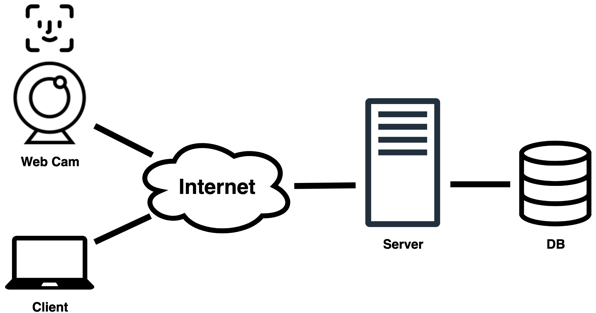 Web Cam
Internet
Server
DB
Client